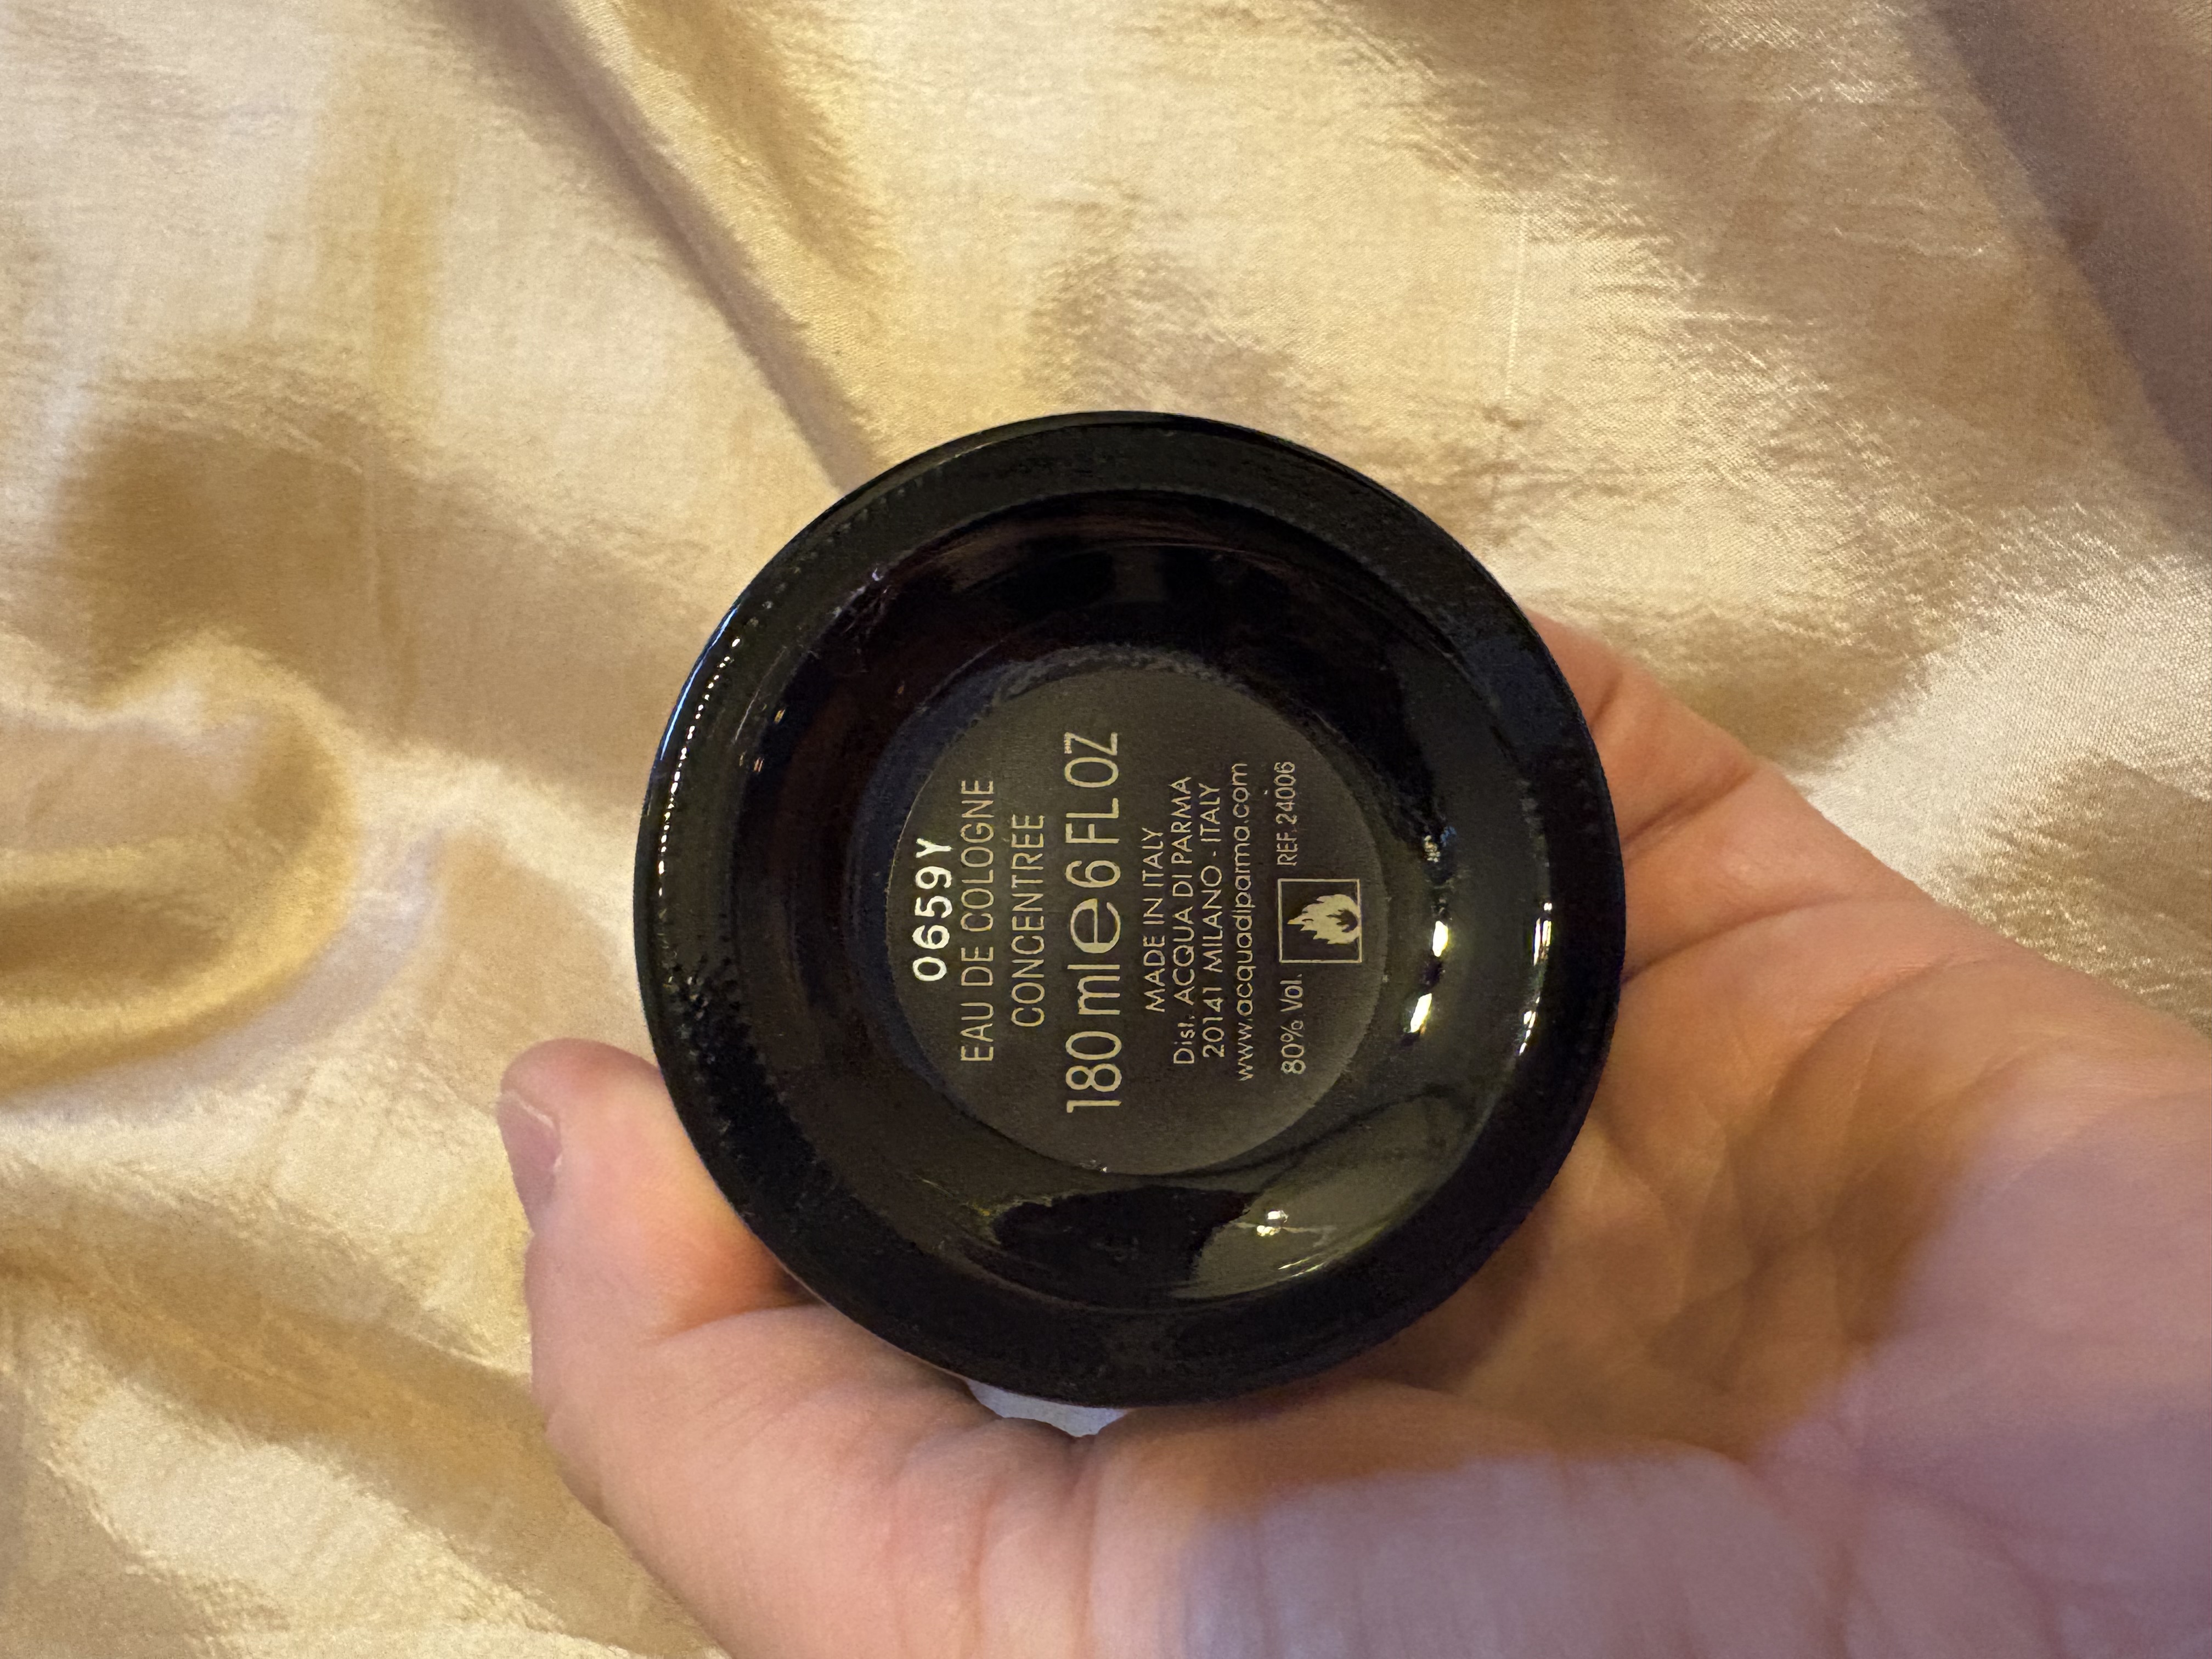 0659Y
EAU DE COLOGNE
CONCENTRÉE
180 ml e 6 FL OZ
MADE IN ITALY
Dist. ACQUA DI PARMA
20141 MILANO - ITALY
www.acquadiparma.com
80% Vol. REF.24006